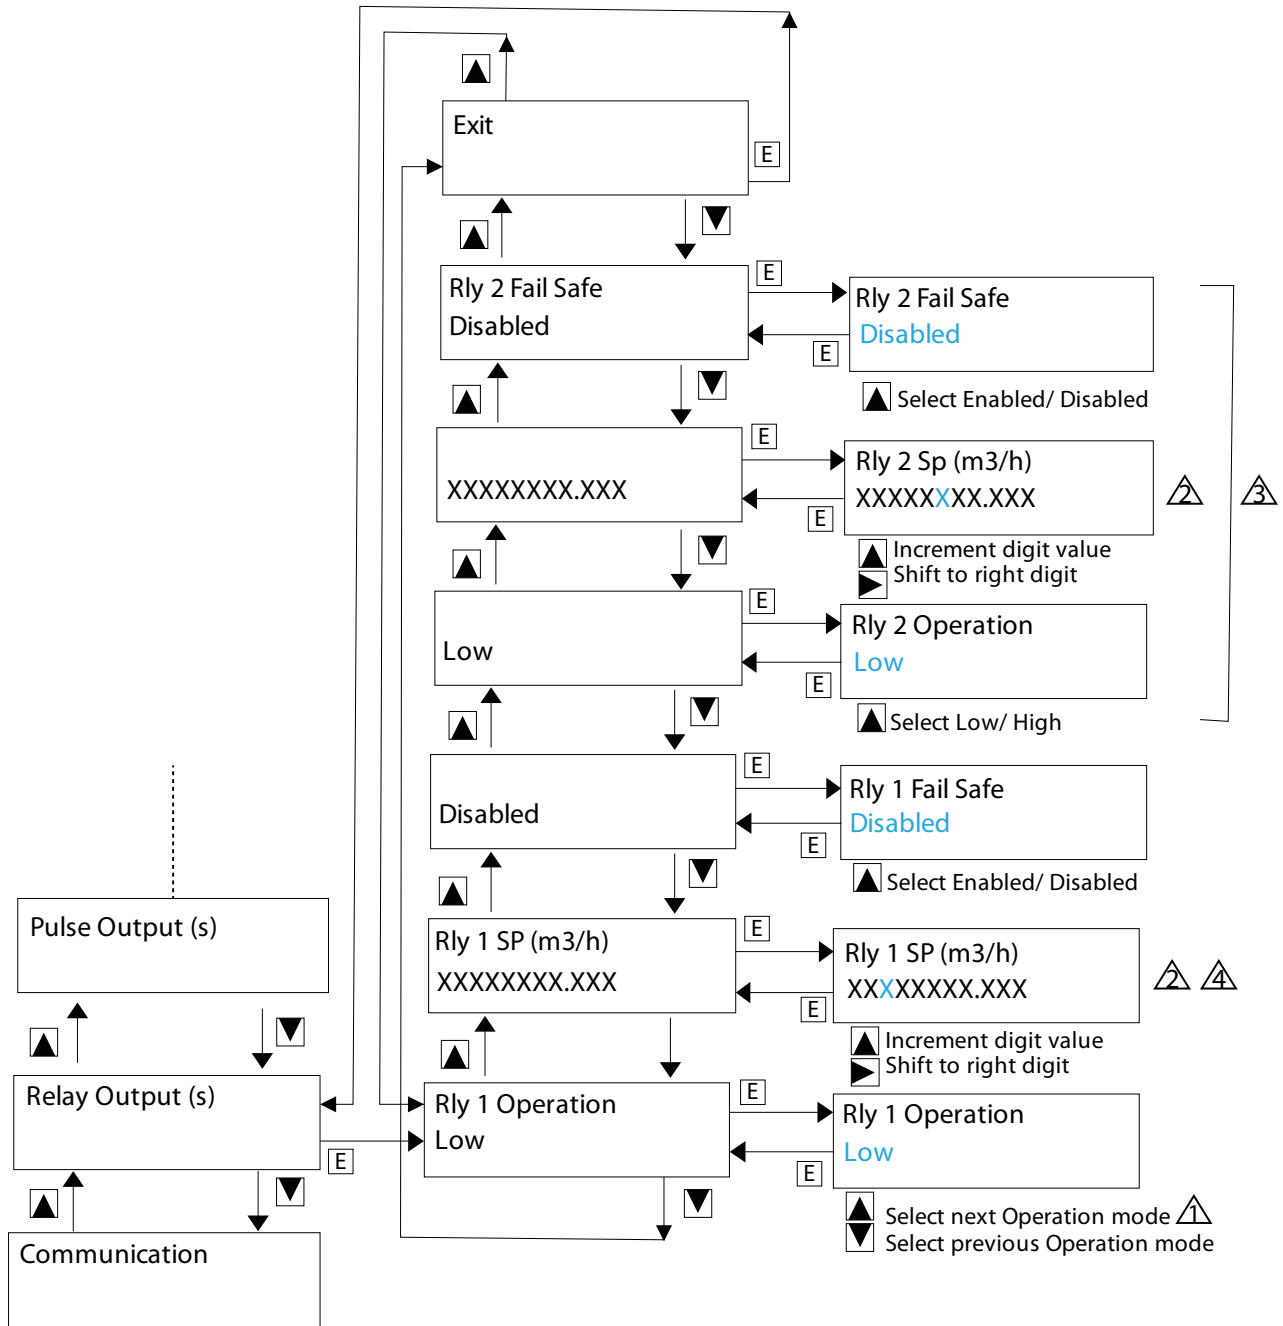 Exit
E
Rly 2 Fail Safe
Disabled
E
E
Rly 2 Fail Safe
Disabled
Select Enabled/ Disabled
XXXXXXXX.XXX
E
E
Rly 2 Sp (m3/h)
XXXXXXXX.XXX
2
3
Increment digit value
Shift to right digit
Low
E
E
Rly 2 Operation
Low
Select Low/ High
Disabled
E
E
Rly 1 Fail Safe
Disabled
Select Enabled/ Disabled
Pulse Output (s)
Rly 1 SP (m3/h)
XXXXXXXX.XXX
E
E
Rly 1 SP (m3/h)
XXXXXXXX.XXX
2
4
Increment digit value
Shift to right digit
Relay Output (s)
E
Rly 1 Operation
Low
E
E
Rly 1 Operation
Low
Select next Operation mode 1
Select previous Operation mode
Communication